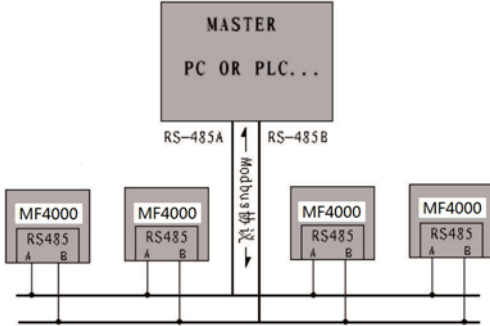 MASTER
PC OR PLC...
RS-485A
RS-485B
Modbus协议
MF4000
RS485
A B
MF4000
RS485
A B
MF4000
RS485
A B
MF4000
RS485
A B